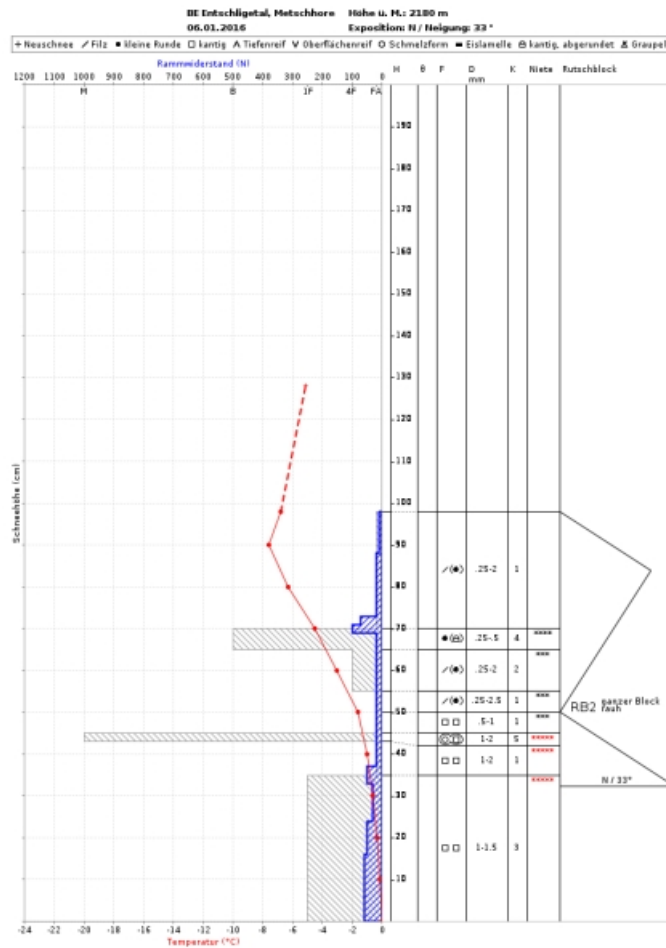 BE Entschligetal, Metschhore Höhe ü. M.: 2180 m
06.01.2016 Exposition: N / Neigung: 33°
+ Neuschnee / Filz ● kleine Runde □ kantig ∧ Tiefenreif ∨ Oberflächenreif ○ Schmelzform ▬ Eislamelle kantig, abgerundet Graupel
Rammwiderstand (N) H θ F D K Niete Rutschblock
mm
1200 1100 1000 900 800 700 600 500 400 300 200 100
M B 1F 4F FA
190
180
170
160
150
140
130
120
110
100
90
80
70
60
50
40
30
20
10
Schneehöhe (cm)
/(●) .25-2 1
.25-.5 4 ****
/(●) .25-2 2 ***
/(●) .25-2.5 1 ***
□ □ .5-1 1 ***
1-2 5 *****
□ □ 1-2 1 *****
□ □ 1-1.5 3 *****
RB2 ganzer Block
rauh
N / 33°
-24 -22 -20 -18 -16 -14 -12 -10 -8 -6 -4 -2 0
Temperatur (°C)